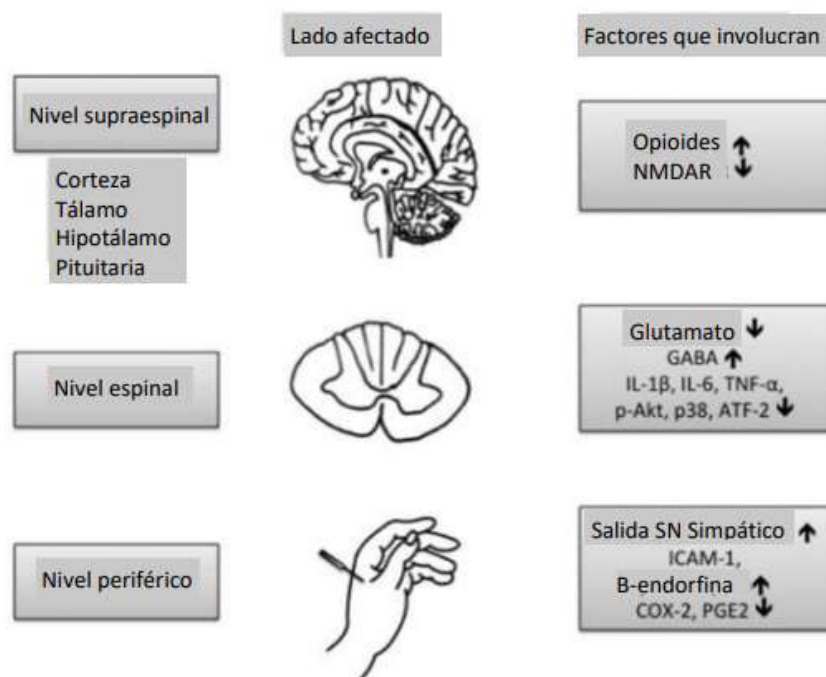 Lado afectado
Factores que involucran
Nivel supraespinal
Corteza
Tálamo
Hipotálamo
Pituitaria
Opioides ↑
NMDAR ↓
Nivel espinal
Glutamato ↓
GABA ↑
IL-1β, IL-6, TNF-α,
p-Akt, p38, ATF-2 ↓
Nivel periférico
Salida SN Simpático ↑
ICAM-1,
B-endorfina ↑
COX-2, PGE2 ↓